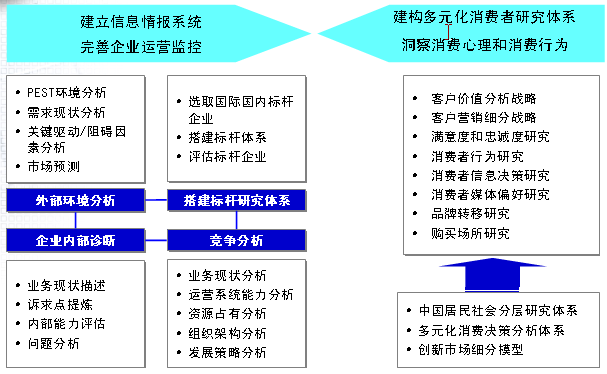 建立信息情报系统
完善企业运营监控
建构多元化消费者研究体系
洞察消费心理和消费行为
• PEST环境分析
• 需求现状分析
• 关键驱动/阻碍因
素分析
• 市场预测
• 选取国际国内标杆
企业
• 搭建标杆体系
• 评估标杆企业
外部环境分析
搭建标杆研究体系
企业内部诊断
竞争分析
• 业务现状描述
• 诉求点提炼
• 内部能力评估
• 问题分析
• 业务现状分析
• 运营系统能力分析
• 资源占有分析
• 组织架构分析
• 发展策略分析
• 客户价值分析战略
• 客户营销细分战略
• 满意度和忠诚度研究
• 消费者行为研究
• 消费者信息决策研究
• 消费者媒体偏好研究
• 品牌转移研究
• 购买场所研究
• 中国居民社会分层研究体系
• 多元化消费决策分析体系
• 创新市场细分模型